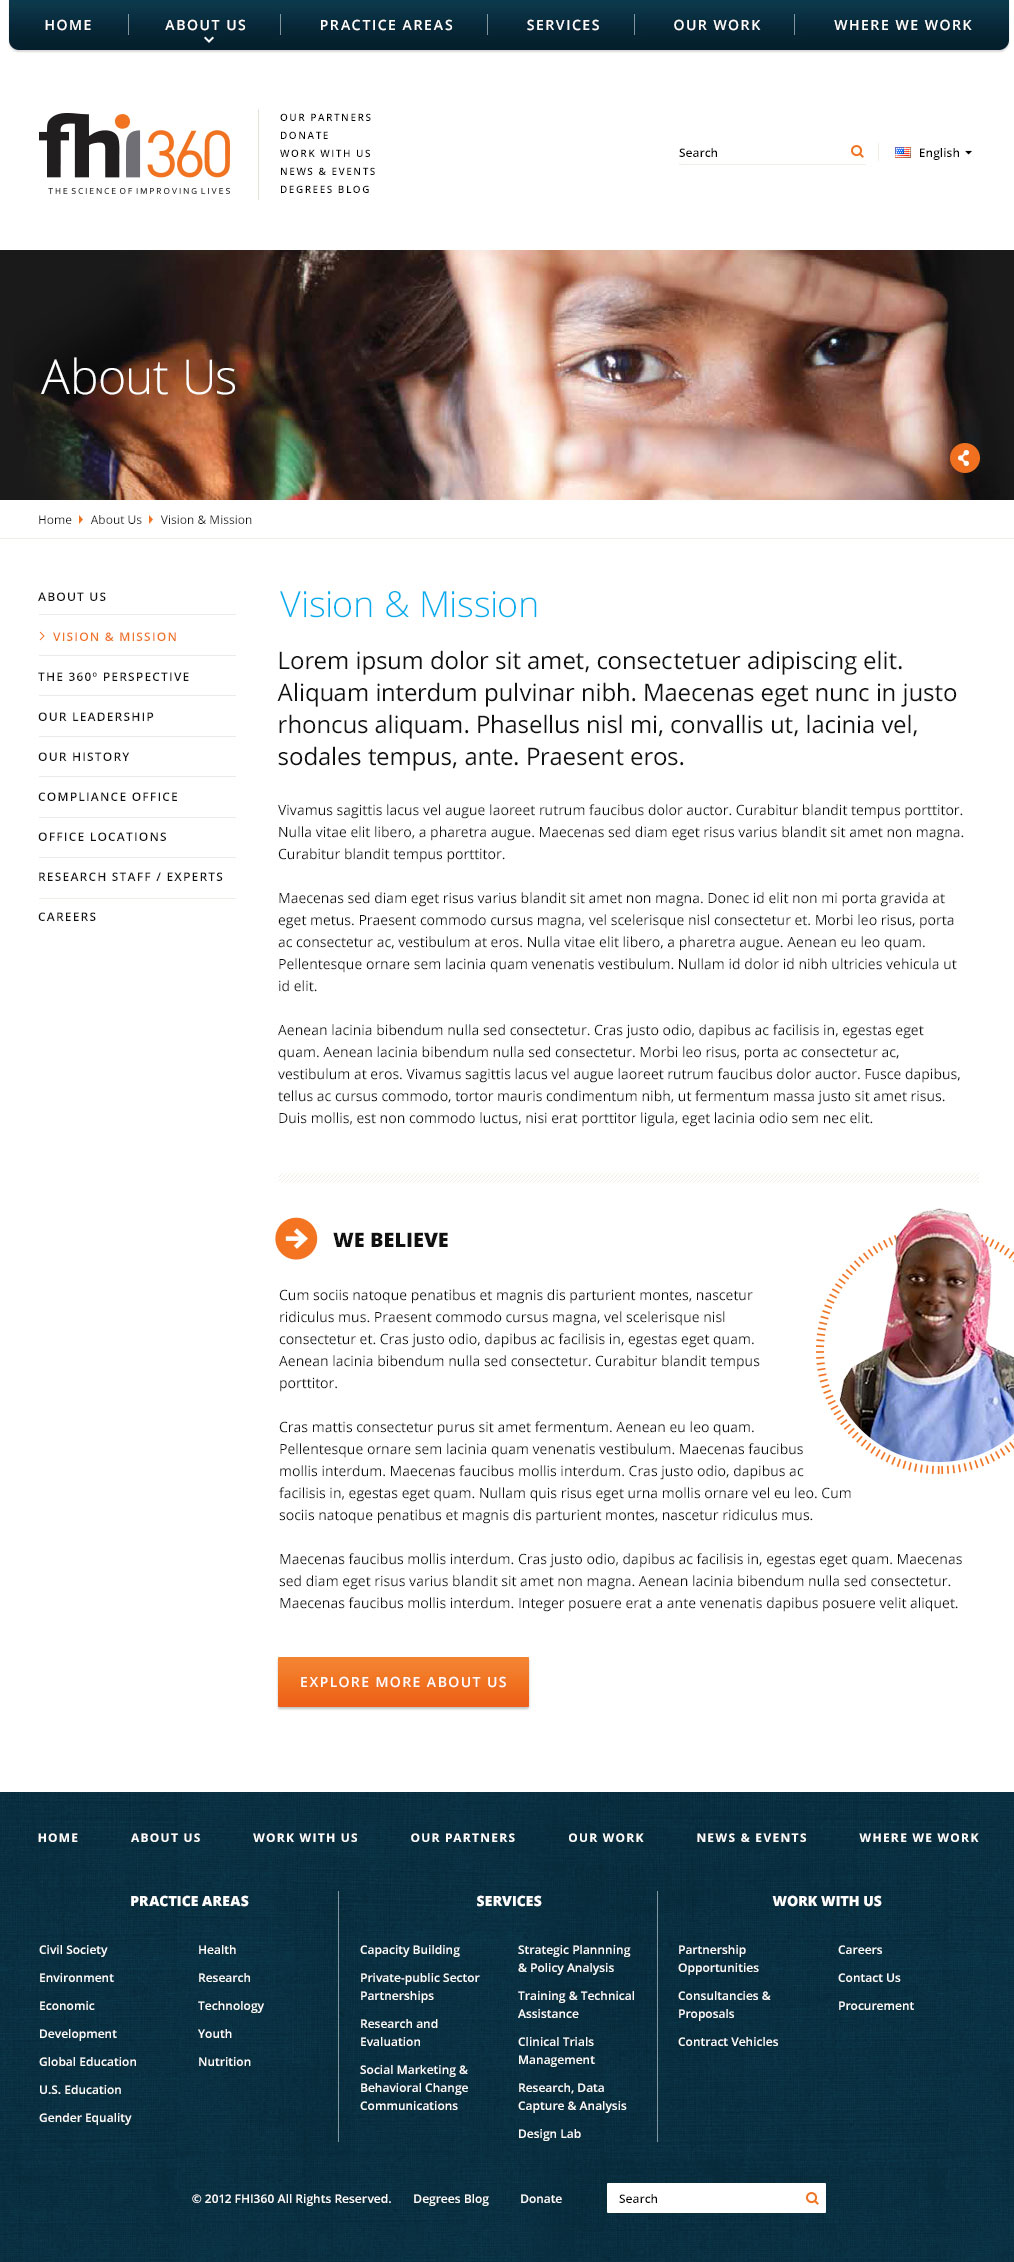 HOME
ABOUT US
PRACTICE AREAS
SERVICES
OUR WORK
WHERE WE WORK
fhi360
THE SCIENCE OF IMPROVING LIVES
OUR PARTNERS
DONATE
WORK WITH US
NEWS & EVENTS
DEGREES BLOG
Search
English
About Us
Home
About Us
Vision & Mission
ABOUT US
VISION & MISSION
THE 360° PERSPECTIVE
OUR LEADERSHIP
OUR HISTORY
COMPLIANCE OFFICE
OFFICE LOCATIONS
RESEARCH STAFF / EXPERTS
CAREERS
Vision & Mission
Lorem ipsum dolor sit amet, consectetuer adipiscing elit.
Aliquam interdum pulvinar nibh. Maecenas eget nunc in justo
rhoncus aliquam. Phasellus nisl mi, convallis ut, lacinia vel,
sodales tempus, ante. Praesent eros.
Vivamus sagittis lacus vel augue laoreet rutrum faucibus dolor auctor. Curabitur blandit tempus porttitor.
Nulla vitae elit libero, a pharetra augue. Maecenas sed diam eget risus varius blandit sit amet non magna.
Curabitur blandit tempus porttitor.
Maecenas sed diam eget risus varius blandit sit amet non magna. Donec id elit non mi porta gravida at
eget metus. Praesent commodo cursus magna, vel scelerisque nisl consectetur et. Morbi leo risus, porta
ac consectetur ac, vestibulum at eros. Nulla vitae elit libero, a pharetra augue. Aenean eu leo quam.
Pellentesque ornare sem lacinia quam venenatis vestibulum. Nullam id dolor id nibh ultricies vehicula ut
id elit.
Aenean lacinia bibendum nulla sed consectetur. Cras justo odio, dapibus ac facilisis in, egestas eget
quam. Aenean lacinia bibendum nulla sed consectetur. Morbi leo risus, porta ac consectetur ac,
vestibulum at eros. Vivamus sagittis lacus vel augue laoreet rutrum faucibus dolor auctor. Fusce dapibus,
tellus ac cursus commodo, tortor mauris condimentum nibh, ut fermentum massa justo sit amet risus.
Duis mollis, est non commodo luctus, nisi erat porttitor ligula, eget lacinia odio sem nec elit.
WE BELIEVE
Cum sociis natoque penatibus et magnis dis parturient montes, nascetur
ridiculus mus. Praesent commodo cursus magna, vel scelerisque nisl
consectetur et. Cras justo odio, dapibus ac facilisis in, egestas eget quam.
Aenean lacinia bibendum nulla sed consectetur. Curabitur blandit tempus
porttitor.
Cras mattis consectetur purus sit amet fermentum. Aenean eu leo quam.
Pellentesque ornare sem lacinia quam venenatis vestibulum. Maecenas faucibus
mollis interdum. Maecenas faucibus mollis interdum. Cras justo odio, dapibus ac
facilisis in, egestas eget quam. Nullam quis risus eget urna mollis ornare vel eu leo. Cum
sociis natoque penatibus et magnis dis parturient montes, nascetur ridiculus mus.
Maecenas faucibus mollis interdum. Cras justo odio, dapibus ac facilisis in, egestas eget quam. Maecenas
sed diam eget risus varius blandit sit amet non magna. Aenean lacinia bibendum nulla sed consectetur.
Maecenas faucibus mollis interdum. Integer posuere erat a ante venenatis dapibus posuere velit aliquet.
EXPLORE MORE ABOUT US
HOME
ABOUT US
WORK WITH US
OUR PARTNERS
OUR WORK
NEWS & EVENTS
WHERE WE WORK
PRACTICE AREAS
Civil Society
Environment
Economic
Development
Global Education
U.S. Education
Gender Equality
Health
Research
Technology
Youth
Nutrition
SERVICES
Capacity Building
Private-public Sector
Partnerships
Research and
Evaluation
Social Marketing &
Behavioral Change
Communications
Strategic Plannning
& Policy Analysis
Training & Technical
Assistance
Clinical Trials
Management
Research, Data
Capture & Analysis
Design Lab
WORK WITH US
Partnership
Opportunities
Consultancies &
Proposals
Contract Vehicles
Careers
Contact Us
Procurement
© 2012 FHI360 All Rights Reserved.
Degrees Blog
Donate
Search